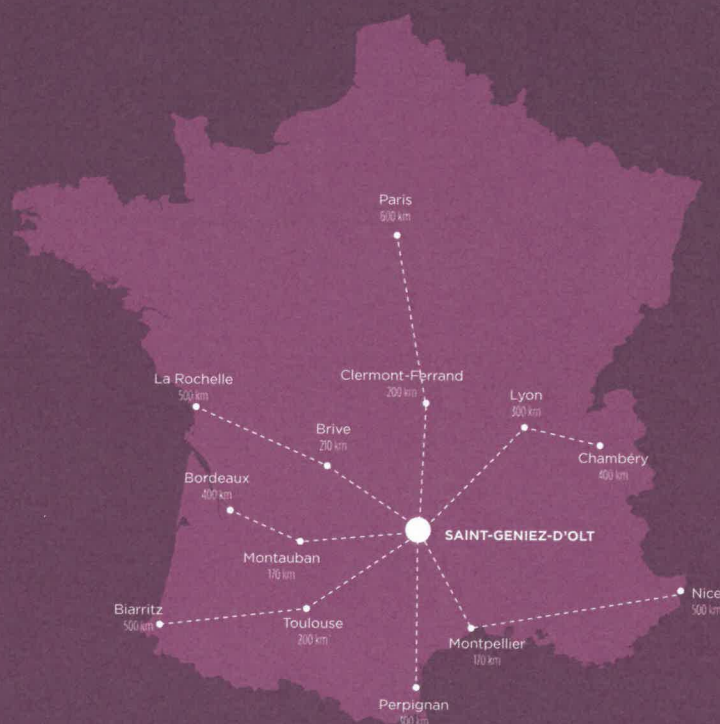 Paris
600 km
La Rochelle
500 km
Clermont-Ferrand
200 km
Lyon
300 km
Brive
210 km
Chambéry
400 km
Bordeaux
400 km
SAINT-GENIEZ-D'OLT
Montauban
170 km
Nice
500 km
Biarritz
500 km
Toulouse
200 km
Montpellier
170 km
Perpignan
300 km